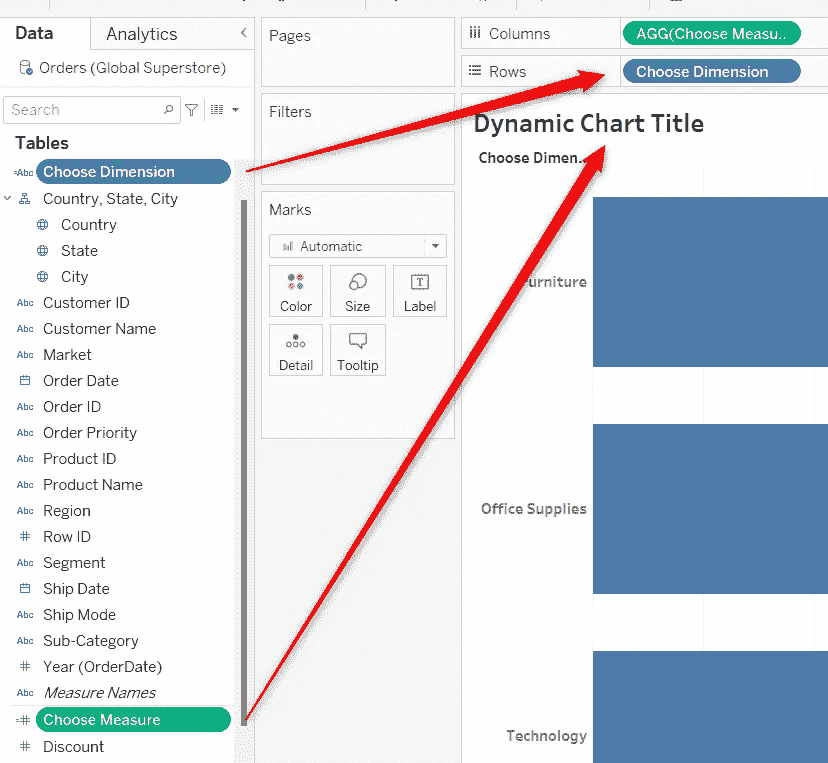 Data
Analytics
Orders (Global Superstore)
Search
Tables
=Abc Choose Dimension
Country, State, City
Country
State
City
Abc Customer ID
Abc Customer Name
Abc Market
Order Date
Abc Order ID
Abc Order Priority
Abc Product ID
Abc Product Name
Abc Region
# Row ID
Abc Segment
Ship Date
Abc Ship Mode
Abc Sub-Category
# Year (OrderDate)
Abc Measure Names
=# Choose Measure
# Discount
Pages
Filters
Marks
Automatic
Color
Size
T
Label
Detail
Tooltip
Columns
AGG(Choose Measu..
Rows
Choose Dimension
Dynamic Chart Title
Choose Dimen..
Furniture
Office Supplies
Technology